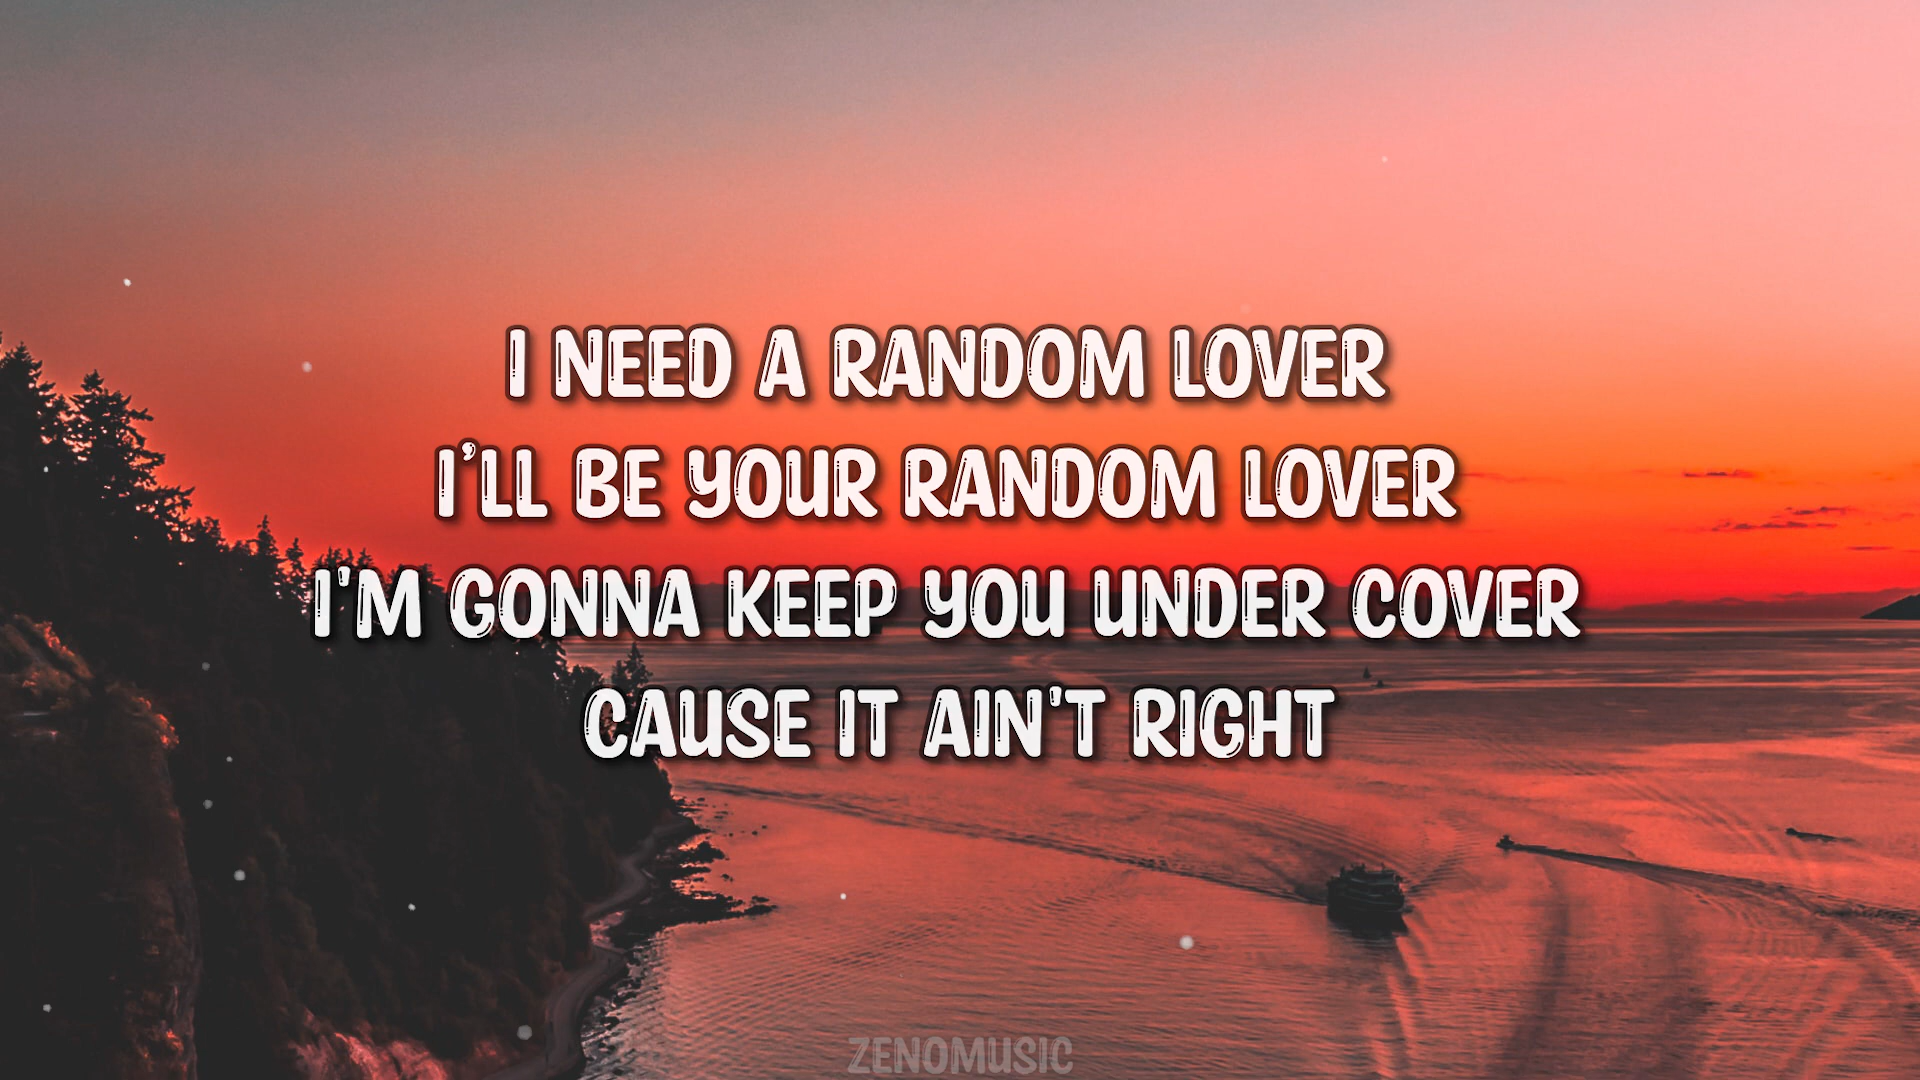 I NEED A RANDOM LOVER
I’LL BE YOUR RANDOM LOVER
I'M GONNA KEEP YOU UNDER COVER
CAUSE IT AIN'T RIGHT
ZENOMUSIC